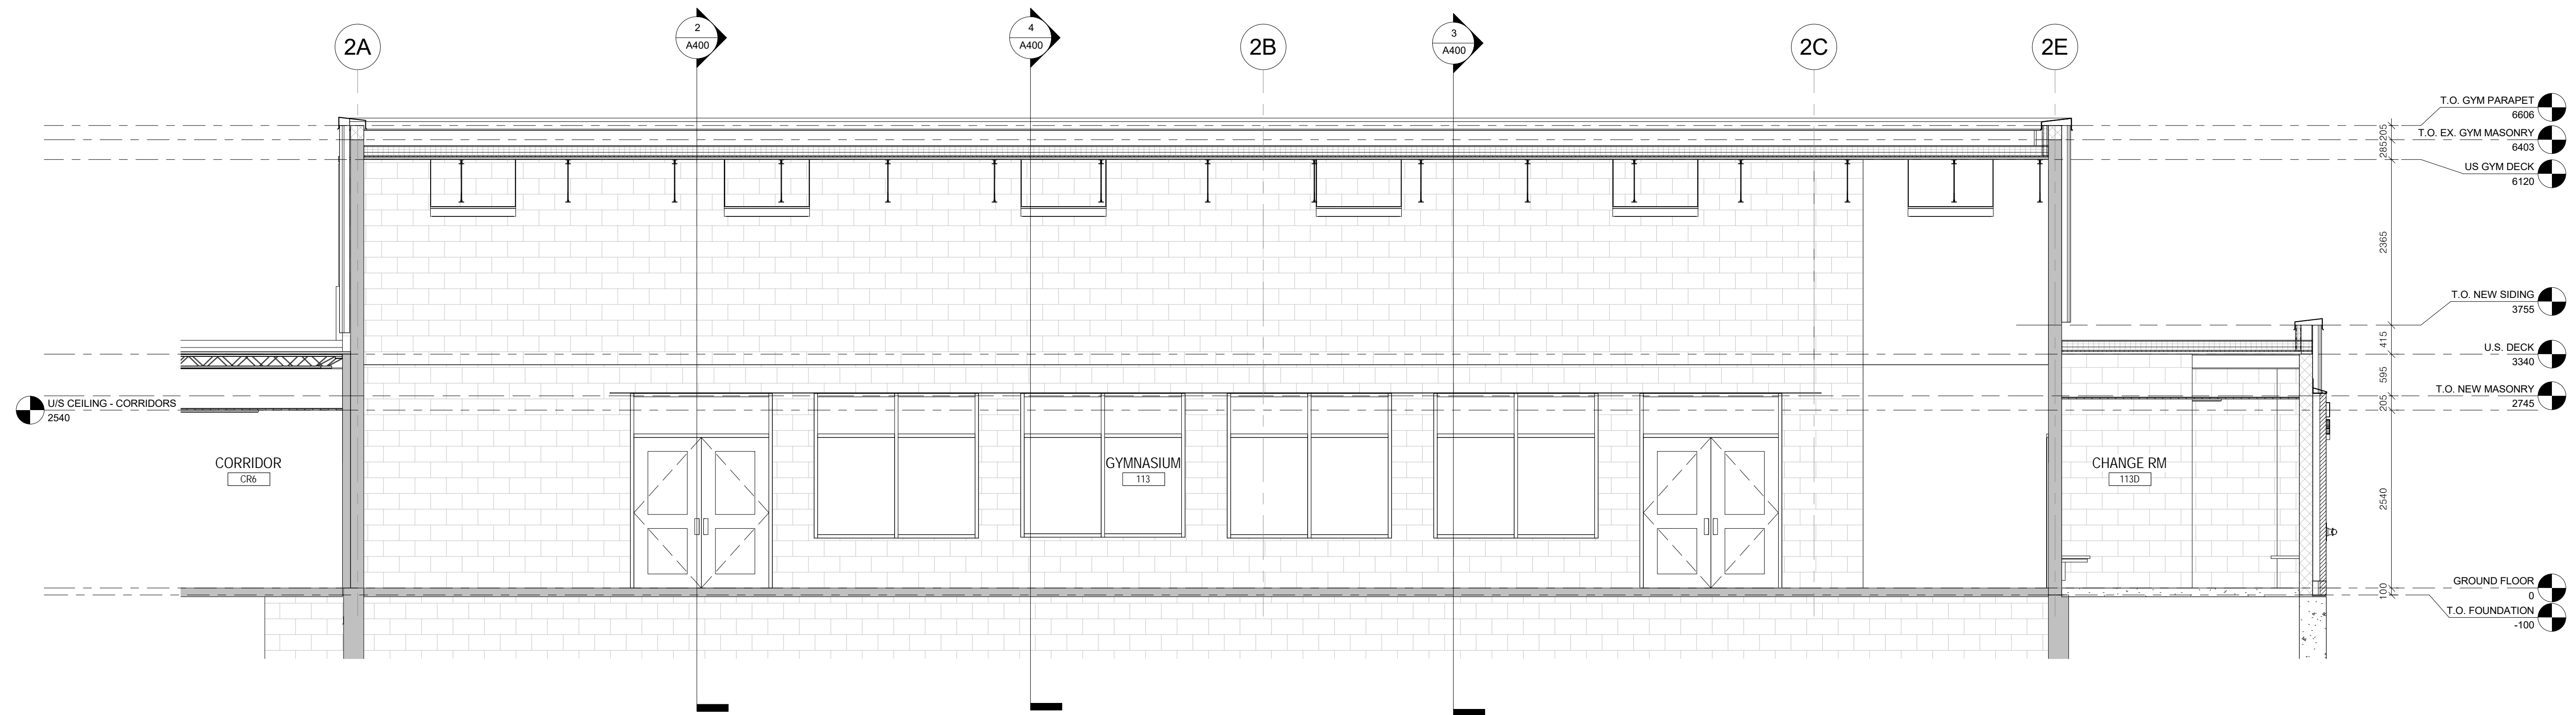 2A
2
A400
4
A400
2B
3
A400
2C
2E
T.O. GYM PARAPET
6606
T.O. EX. GYM MASONRY
6403
US GYM DECK
6120
T.O. NEW SIDING
3755
U.S. DECK
3340
T.O. NEW MASONRY
2745
GROUND FLOOR
0
T.O. FOUNDATION
-100
205
285
2365
415
595
205
2540
100
U/S CEILING - CORRIDORS
2540
CORRIDOR
CR6
GYMNASIUM
113
CHANGE RM
113D